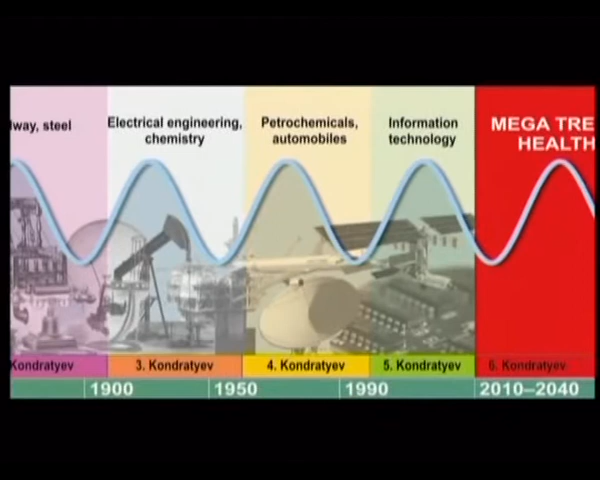 lway, steel
Electrical engineering,
chemistry
Petrochemicals,
automobiles
Information
technology
MEGA TRE
HEALTH
Kondratyev
3. Kondratyev
4. Kondratyev
5. Kondratyev
6. Kondratyev
1900
1950
1990
2010–2040